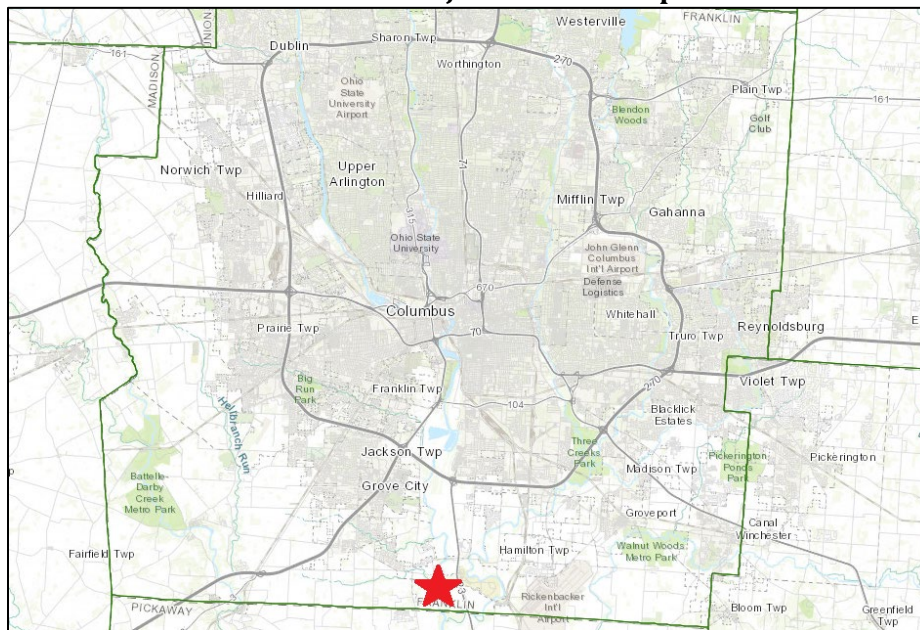 Westerville
FRANKLIN
UNION
Dublin
Sharon Twp
161
Worthington
270
MADISON
Ohio
State
University
Airport
Plain Twp
161
Blendon
Woods
Golf
Club
71
Norwich Twp
Upper
Arlington
Hilliard
315
Mifflin Twp
Gahanna
Ohio State
University
John Glenn
Columbus
Int'l Airport
Defense
Logistics
670
Columbus
Whitehall
Prairie Twp
70
Truro Twp
Reynoldsburg
E
Big
Run
Park
Franklin Twp
270
Violet Twp
104
Blacklick
Estates
Hellbranch Run
Three
Creeks
Park
Jackson Twp
Madison Twp
Pickerington
Ponds
Park
Pickerington
Battelle-
Darby
Creek
Metro Park
Grove City
Groveport
Canal
Winchester
Fairfield Twp
Hamilton Twp
Walnut Woods
Metro Park
PICKAWAY
FRANKLIN
Rickenbacker
Int'l
Airport
Bloom Twp
Greenfield
Twp